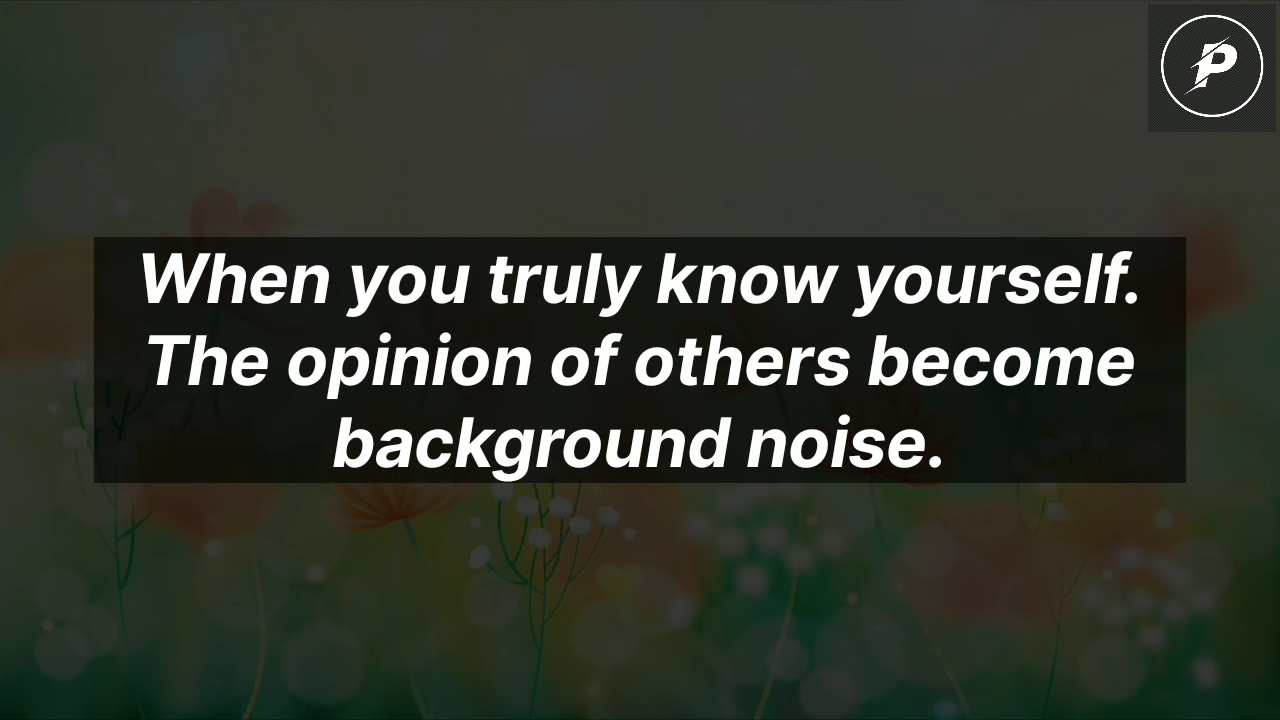 P
When you truly know yourself.
The opinion of others become
background noise.